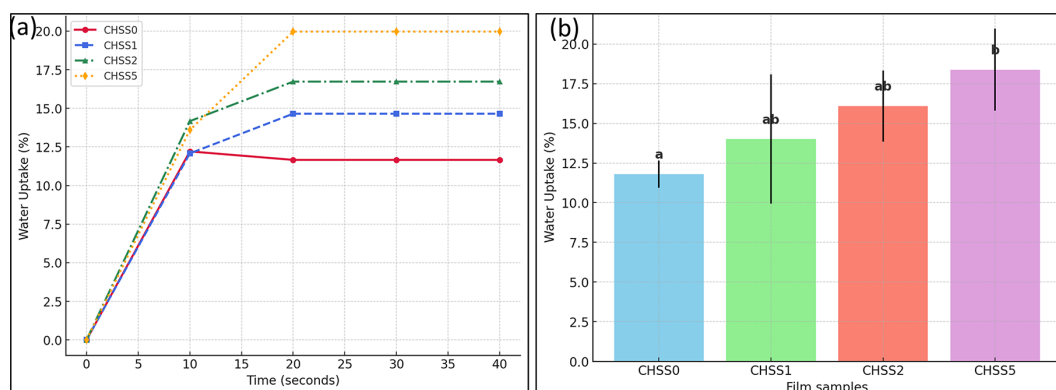 (a)
CHSS0
CHSS1
CHSS2
CHSS5
20.0
17.5
15.0
12.5
10.0
7.5
5.0
2.5
0.0
Water Uptake (%)
0 5 10 15 20 25 30 35 40
Time (seconds)
(b)
20.0
17.5
15.0
12.5
10.0
7.5
5.0
2.5
0.0
Water Uptake (%)
a
ab
ab
b
CHSS0 CHSS1 CHSS2 CHSS5
Film samples